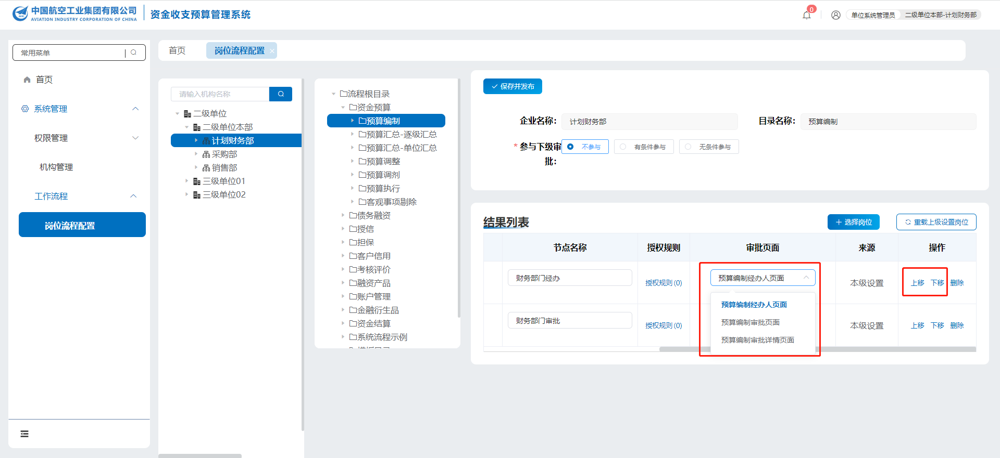 中国航空工业集团有限公司
AVIATION INDUSTRY CORPORATION OF CHINA
资金收支预算管理系统
0
单位系统管理员
二级单位本部-计划财务部
常用菜单
首页
系统管理
权限管理
机构管理
工作流程
岗位流程配置
首页
岗位流程配置
请输入机构名称
二级单位
二级单位本部
计划财务部
采购部
销售部
三级单位01
三级单位02
流程根目录
资金预算
预算编制
预算汇总-逐级汇总
预算汇总-单位汇总
预算调整
预算调剂
预算执行
客观事项剔除
债务融资
授信
担保
客户信用
考核评价
融资产品
账户管理
金融衍生品
资金结算
系统流程示例
保存并发布
企业名称： 计划财务部 目录名称： 预算编制
*参与下级审 不参与 有条件参与 无条件参与
批：
结果列表
选择岗位
重载上级设置岗位
节点名称 授权规则 审批页面 来源 操作
财务部门经办 授权规则(0) 预算编制经办人页面 本级设置 上移 下移 删除
预算编制经办人页面
预算编制审批页面
预算编制审批详情页面
财务部门审批 授权规则(0) 本级设置 上移 下移 删除